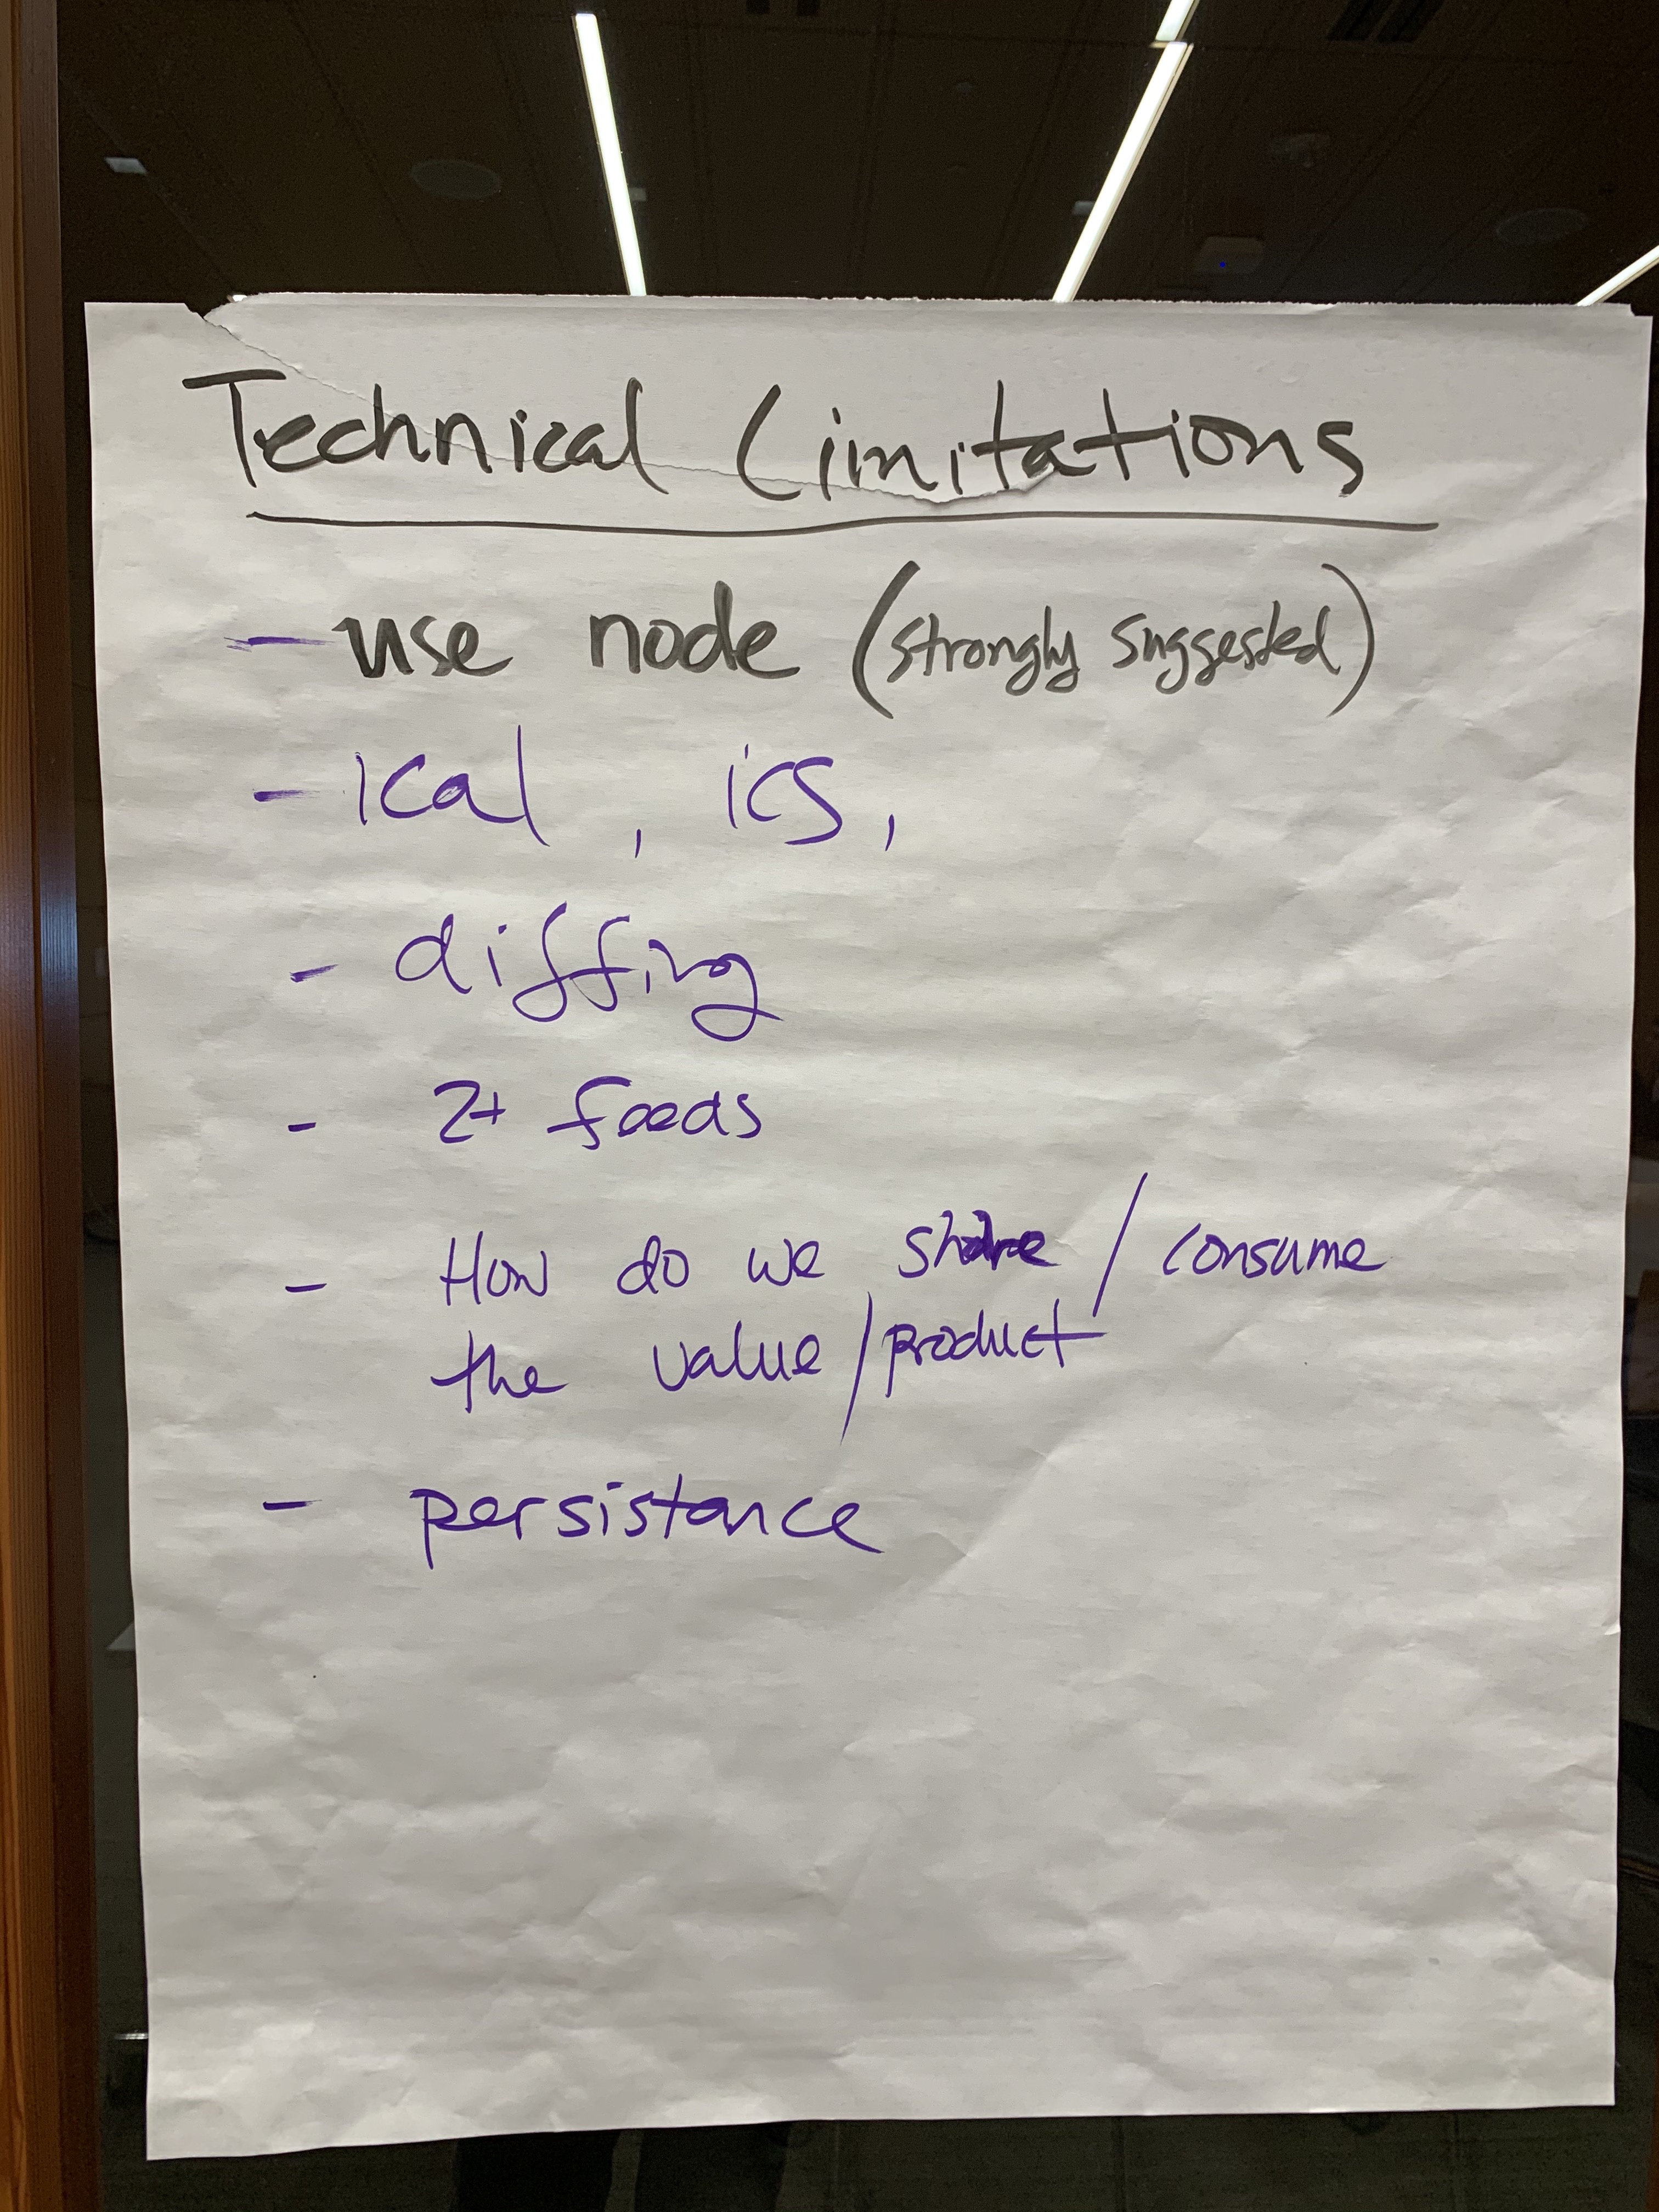 Technical Limitations
- use node (strongly suggested)
- ical, ics,
- diffing
- 2+ feeds
- How do we share / consume
the value / product
- persistance